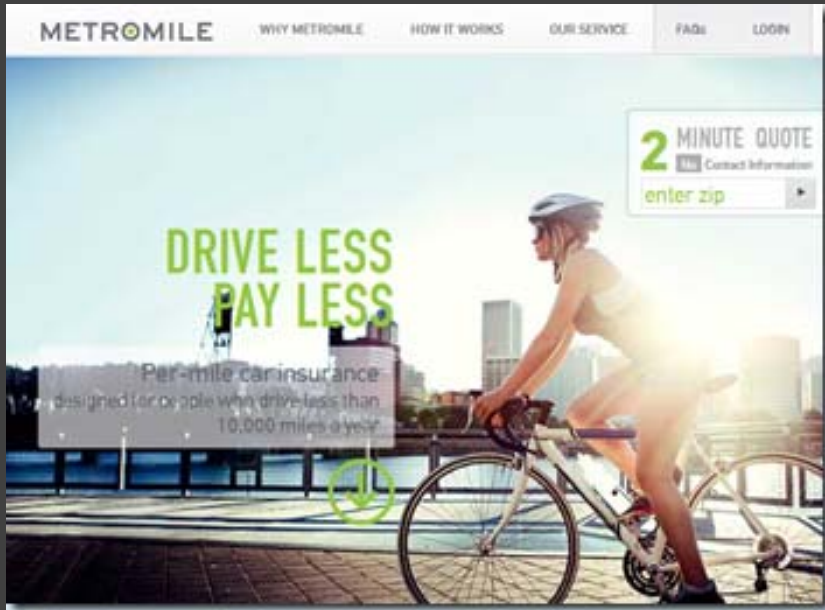 METROMILE
WHY METROMILE
HOW IT WORKS
OUR SERVICE
FAQs
LOGIN
2 MINUTE QUOTE
No Contact Information
enter zip
DRIVE LESS
PAY LESS
Per-mile car insurance
designed for people who drive less than
10,000 miles a year